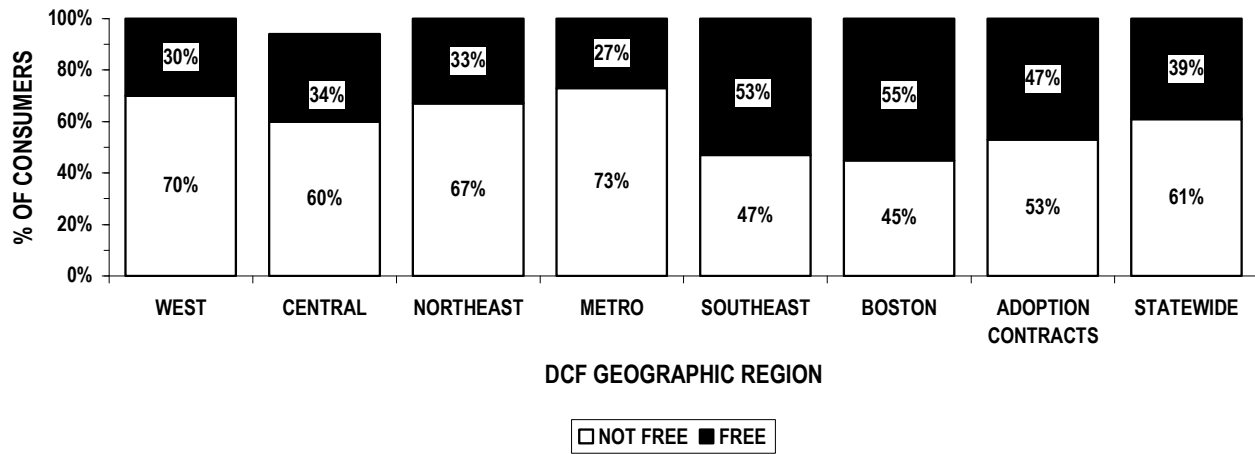 % OF CONSUMERS
100%
80%
60%
40%
20%
0%
30%
34%
33%
27%
53%
55%
47%
39%
70%
60%
67%
73%
47%
45%
53%
61%
WEST
CENTRAL
NORTHEAST
METRO
SOUTHEAST
BOSTON
ADOPTION
CONTRACTS
STATEWIDE
DCF GEOGRAPHIC REGION
NOT FREE
FREE